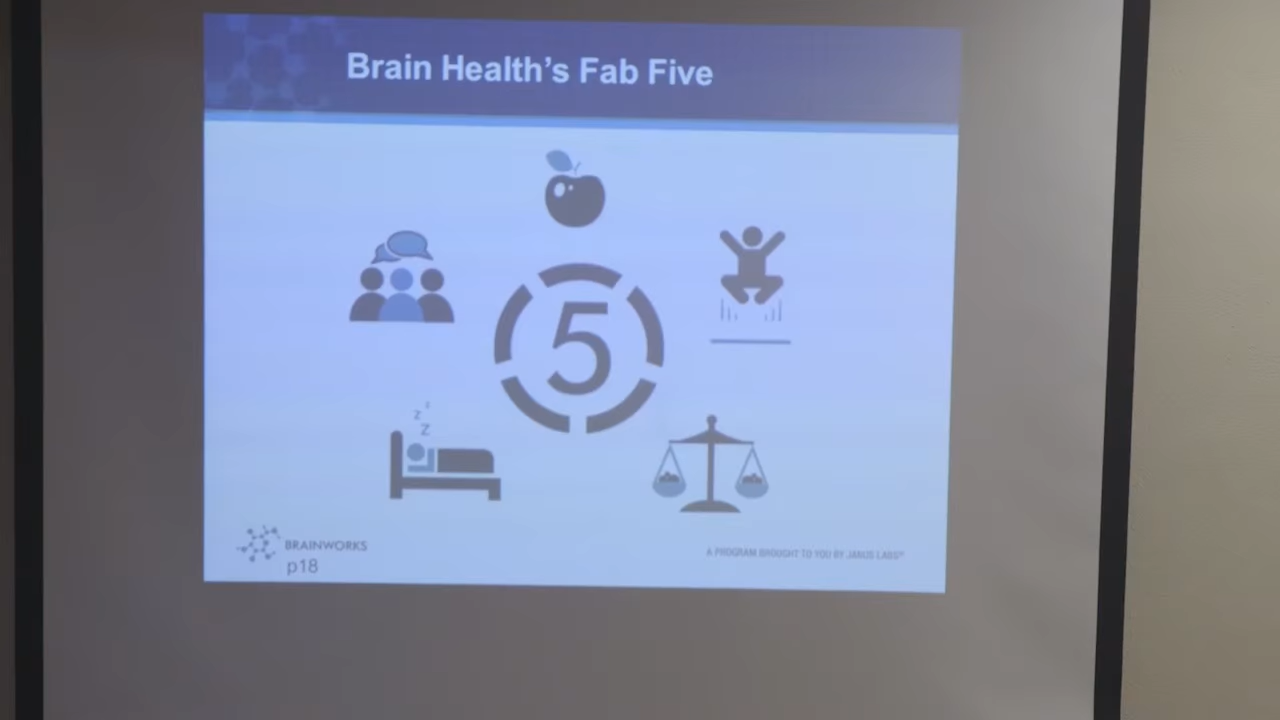 Brain Health's Fab Five
5
z
z
BRAINWORKS
p18
A PROGRAM BROUGHT TO YOU BY JANUS LABS